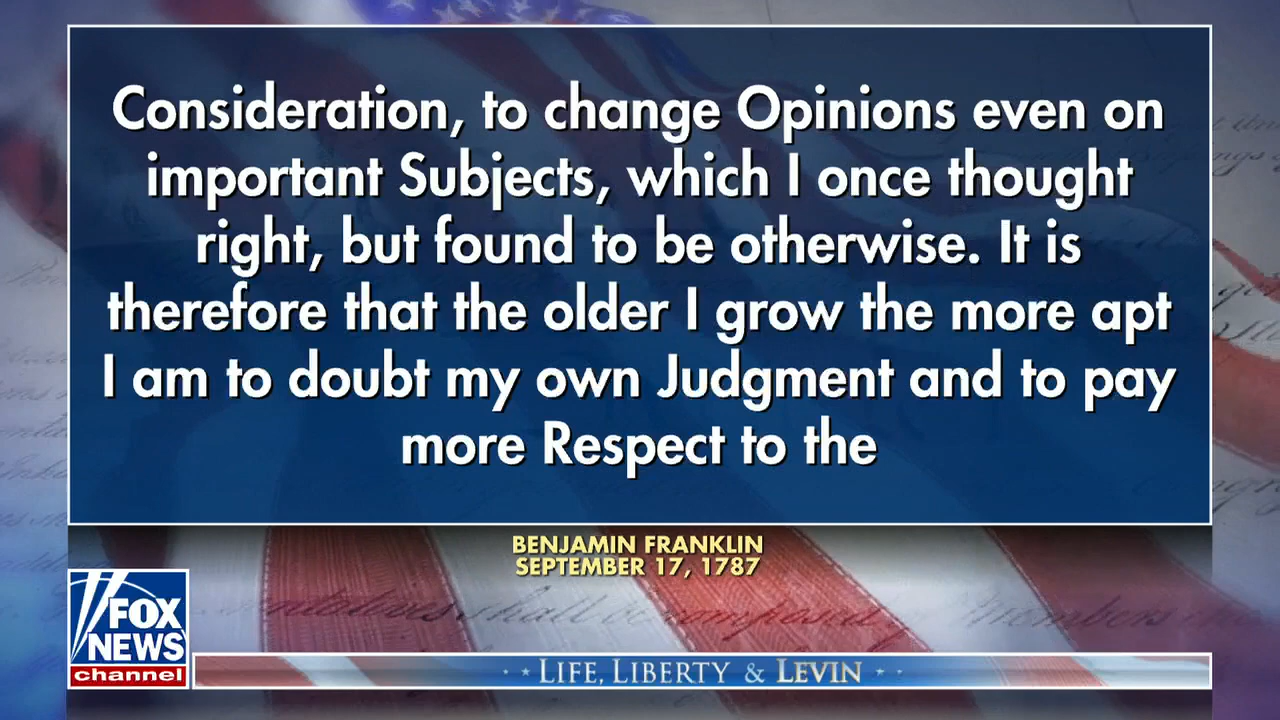 Consideration, to change Opinions even on
important Subjects, which I once thought
right, but found to be otherwise. It is
therefore that the older I grow the more apt
I am to doubt my own Judgment and to pay
more Respect to the
BENJAMIN FRANKLIN
SEPTEMBER 17, 1787
FOX
NEWS
channel
LIFE, LIBERTY & LEVIN